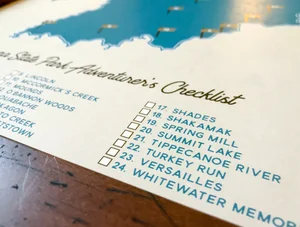 State Park Adventurer's Checklist
LINCOLN
McCORMICK'S CREEK
MOUNDS
O'BANNON WOODS
OUABACHE
CREEK
17. SHADES
18. SHAKAMAK
19. SPRING MILL
20. SUMMIT LAKE
21. TIPPECANOE RIVER
22. TURKEY RUN
23. VERSAILLES
24. WHITEWATER MEMOR